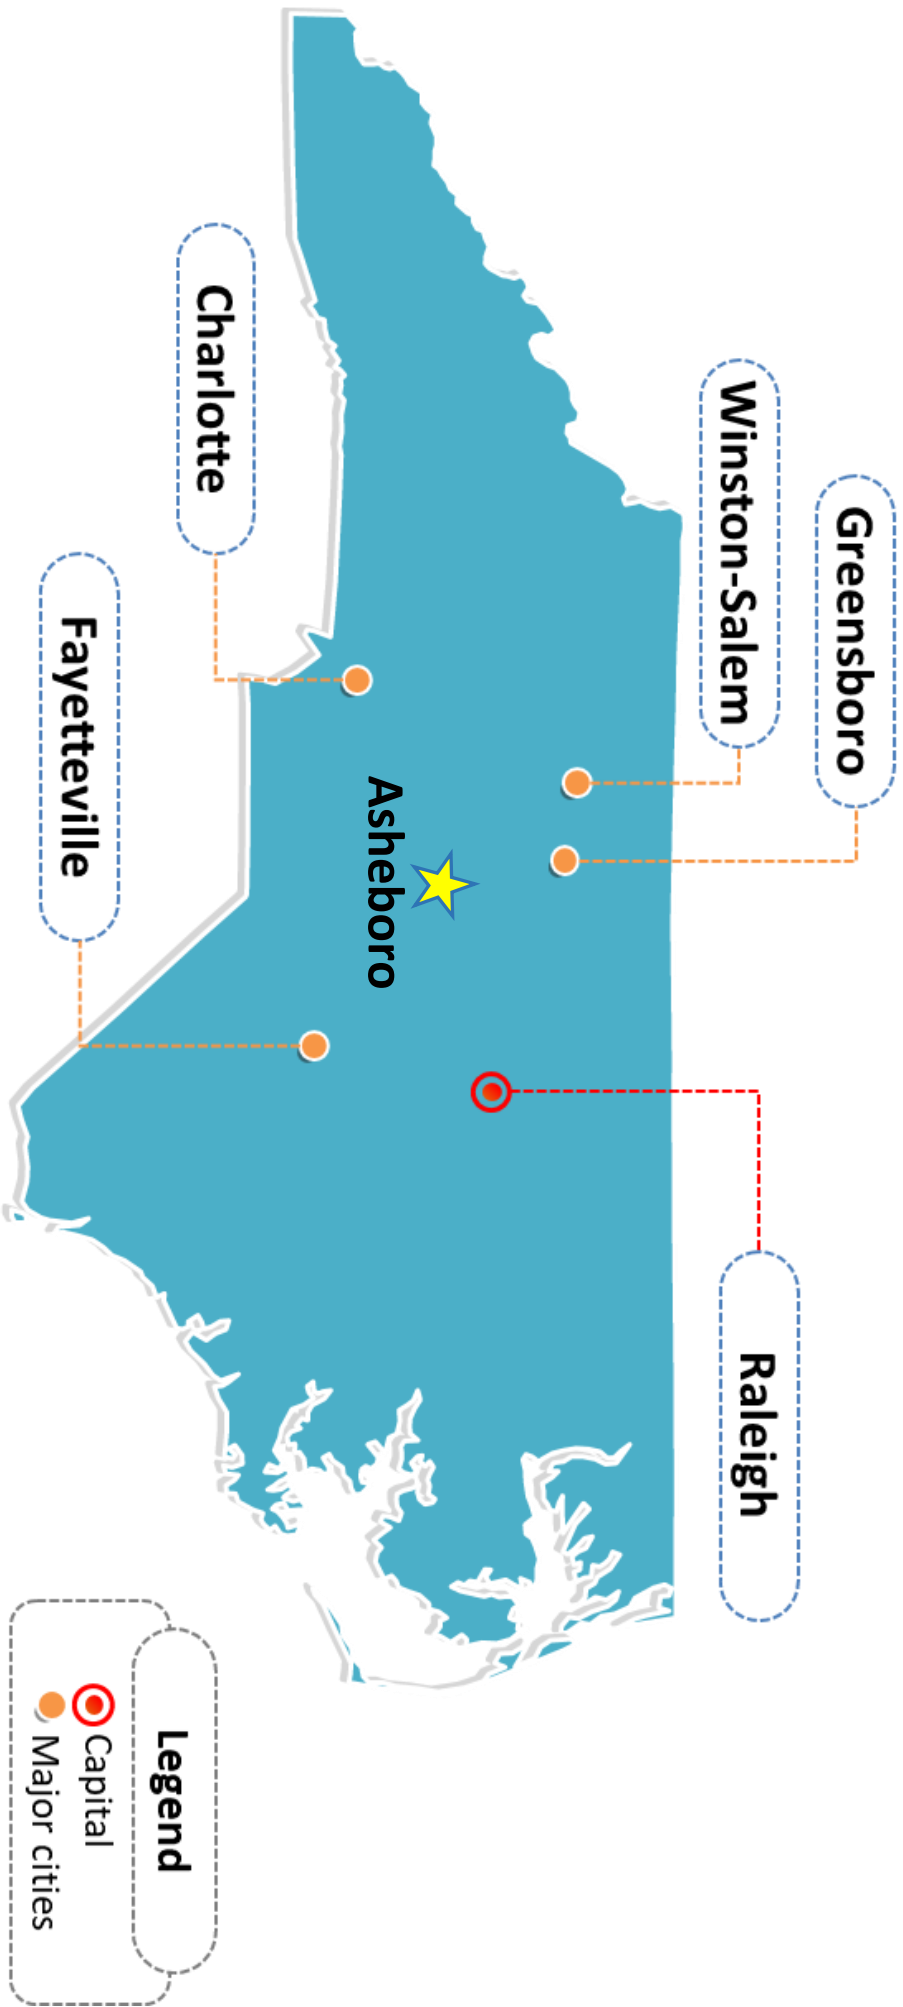 Greensboro
Winston-Salem
Raleigh
Asheboro
Charlotte
Fayetteville
Legend
Capital
Major cities